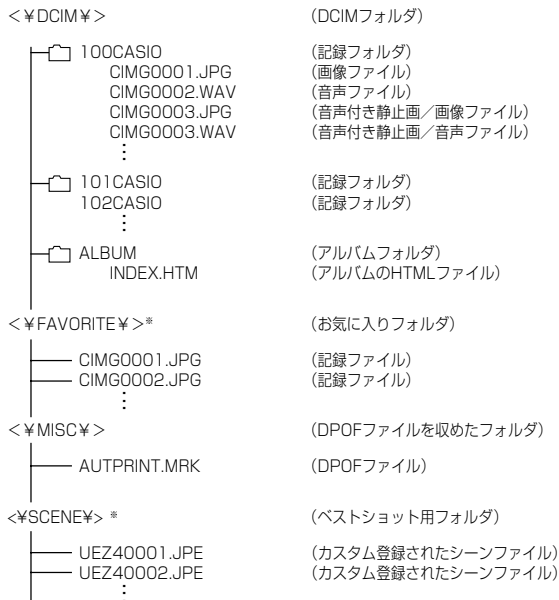 ＜￥DCIM￥＞ （DCIMフォルダ）
100CASIO （記録フォルダ）
CIMG0001.JPG （画像ファイル）
CIMG0002.WAV （音声ファイル）
CIMG0003.JPG （音声付き静止画／画像ファイル）
CIMG0003.WAV （音声付き静止画／音声ファイル）
⋮
101CASIO （記録フォルダ）
102CASIO （記録フォルダ）
⋮
ALBUM （アルバムフォルダ）
INDEX.HTM （アルバムのHTMLファイル）
＜￥FAVORITE￥＞※ （お気に入りフォルダ）
CIMG0001.JPG （記録ファイル）
CIMG0002.JPG （記録ファイル）
⋮
＜￥MISC￥＞ （DPOFファイルを収めたフォルダ）
AUTPRINT.MRK （DPOFファイル）
<¥SCENE¥> ※ （ベストショット用フォルダ）
UEZ40001.JPE （カスタム登録されたシーンファイル）
UEZ40002.JPE （カスタム登録されたシーンファイル）
⋮